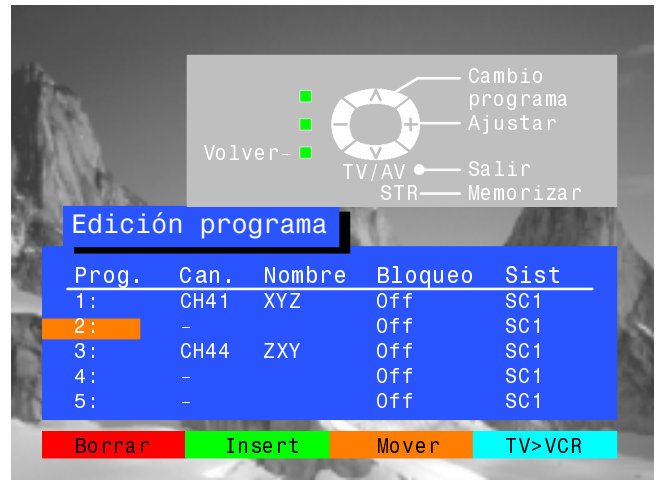 Cambio
programa
Ajustar
Volver-
TV/AV
Salir
STR
Memorizar
Edición programa
Prog. Can. Nombre Bloqueo Sist
1: CH41 XYZ Off SC1
2: - Off SC1
3: CH44 ZXY Off SC1
4: - Off SC1
5: - Off SC1
Borrar Insert Mover TV>VCR